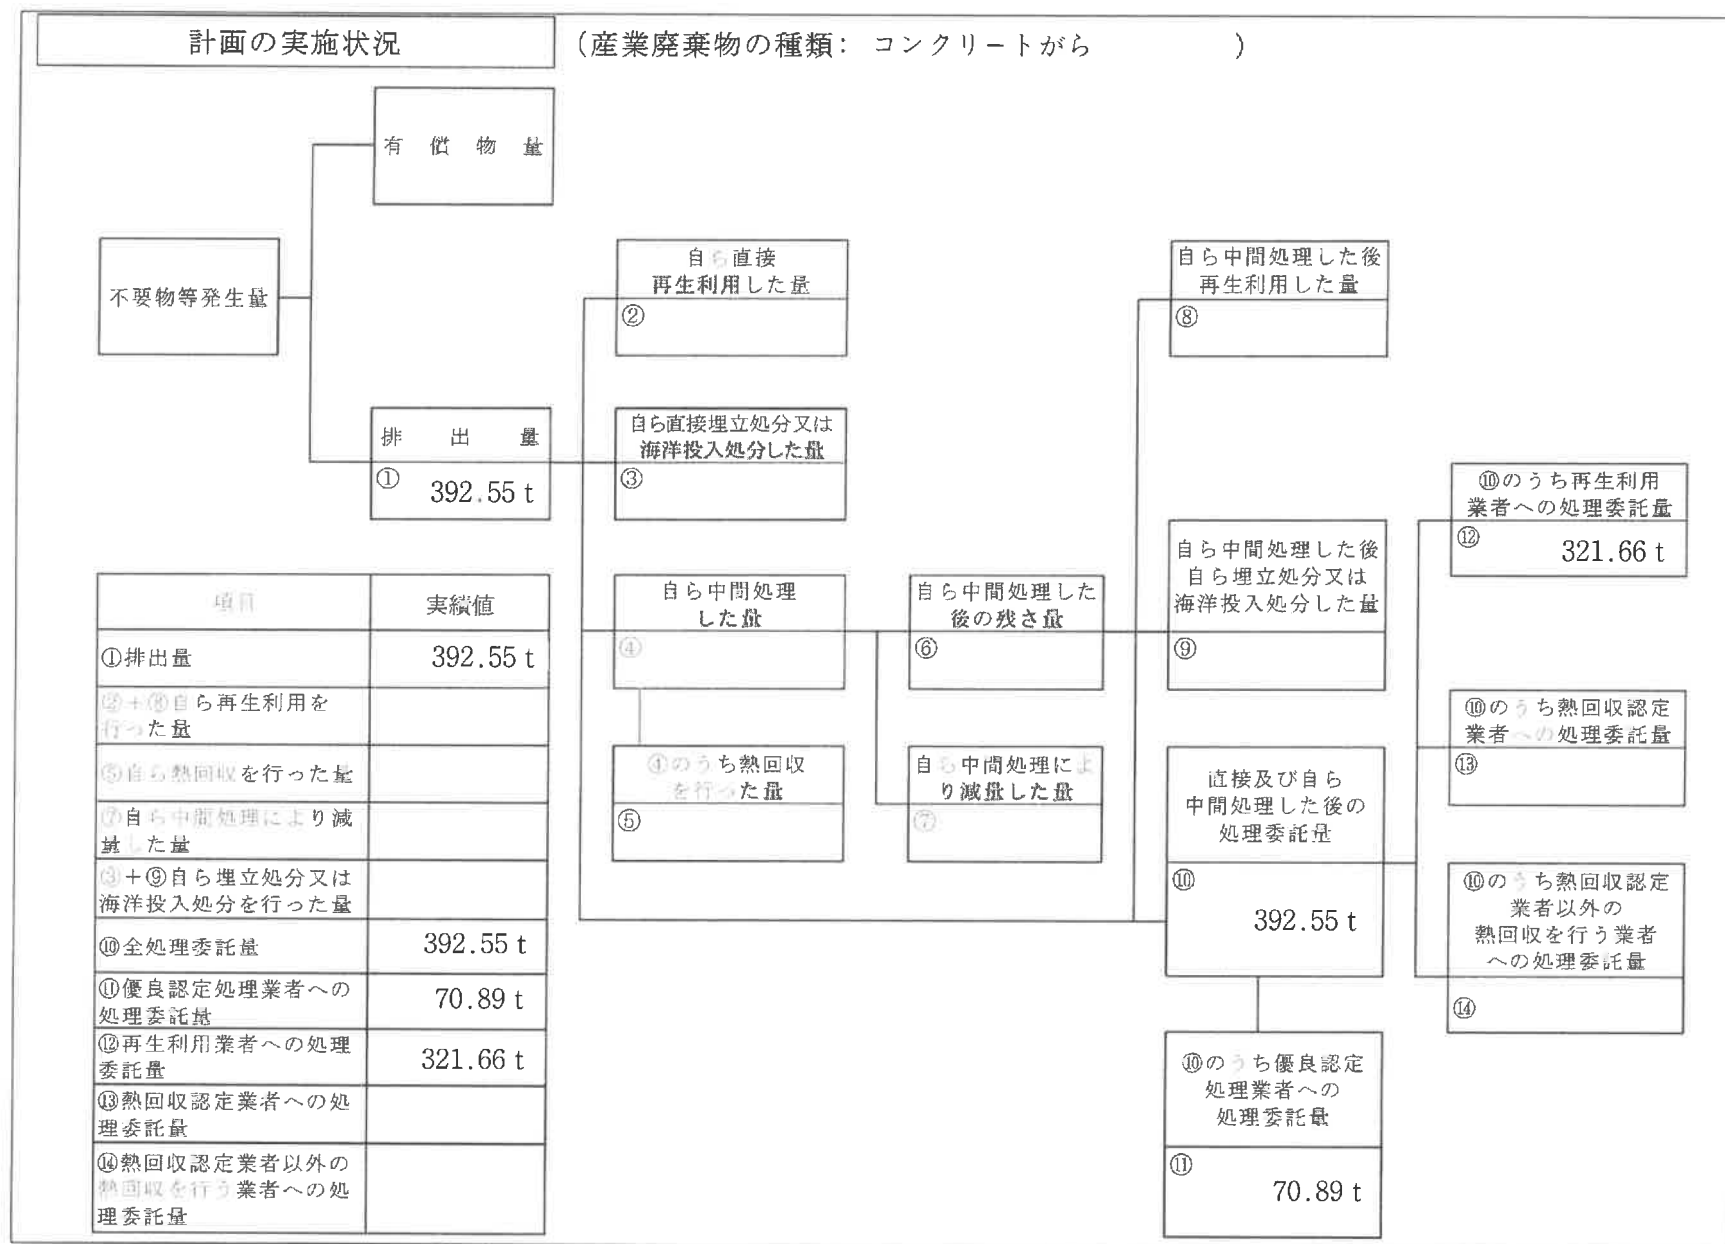 計画の実施状況
(産業廃棄物の種類: コンクリートがら )
有償物量
不要物等発生量
排出量
① 392.55 t
自ら直接
再生利用した量
②
自ら直接埋立処分又は
海洋投入処分した量
③
自ら中間処理
した量
④
④のうち熱回収
を行った量
⑤
自ら中間処理した
後の残さ量
⑥
自ら中間処理によ
り減量した量
⑦
自ら中間処理した後
再生利用した量
⑧
自ら中間処理した後
自ら埋立処分又は
海洋投入処分した量
⑨
直接及び自ら
中間処理した後の
処理委託量
⑩
392.55 t
⑩のうち優良認定
処理業者への
処理委託量
⑪
70.89 t
⑩のうち再生利用
業者への処理委託量
⑫ 321.66 t
⑩のうち熱回収認定
業者への処理委託量
⑬
⑩のうち熱回収認定
業者以外の
熱回収を行う業者
への処理委託量
⑭
項目 実績値
①排出量 392.55 t
②+⑧自ら再生利用を
行った量
⑤自ら熱回収を行った量
⑦自ら中間処理により減
量した量
③+⑨自ら埋立処分又は
海洋投入処分を行った量
⑩全処理委託量 392.55 t
⑪優良認定処理業者への
処理委託量 70.89 t
⑫再生利用業者への処理
委託量 321.66 t
⑬熱回収認定業者への処
理委託量
⑭熱回収認定業者以外の
熱回収を行う業者への処
理委託量